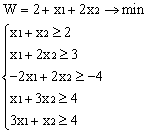 W = 2 + x1 + 2x2 → min
x1 + x2 ≥ 2
x1 + 2x2 ≥ 3
-2x1 + 2x2 ≥ -4
x1 + 3x2 ≥ 4
3x1 + x2 ≥ 4